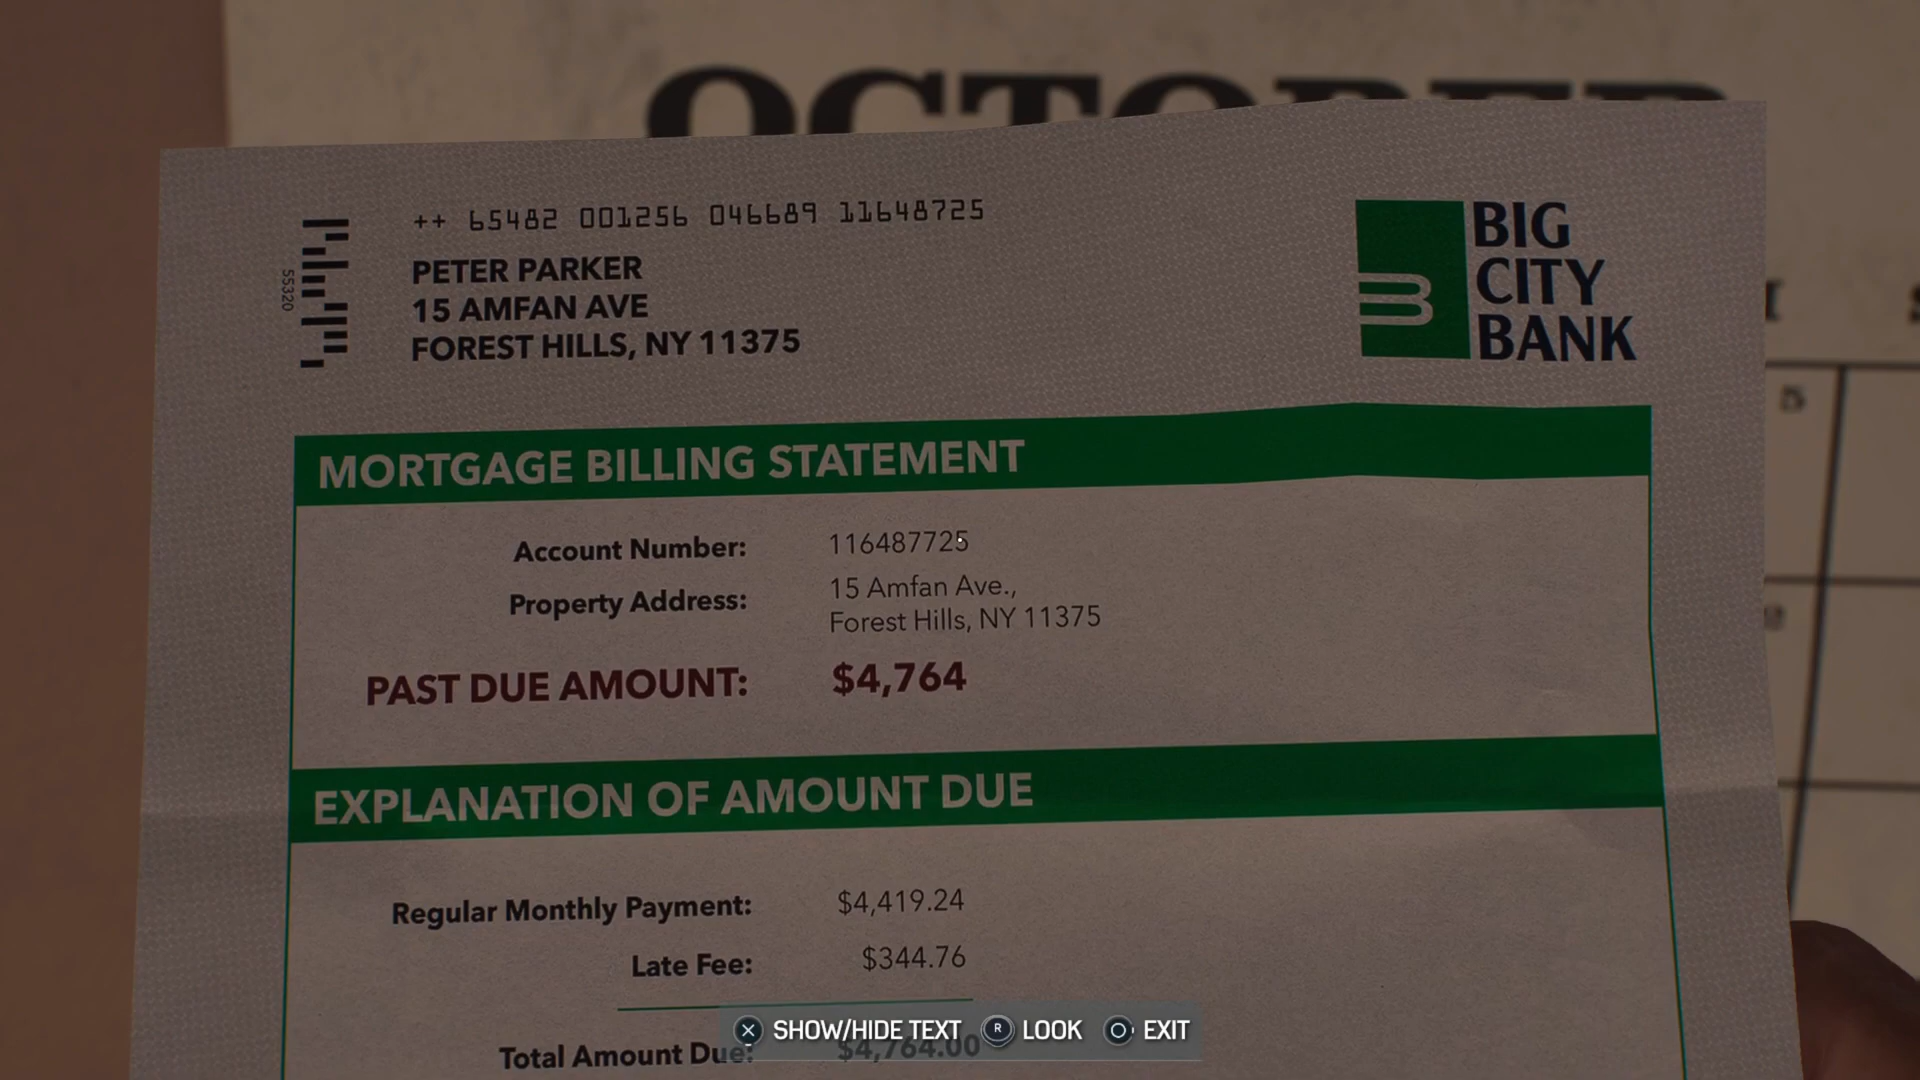 OCTOBER
++ 65482 001256 046689 11648725
55320
PETER PARKER
15 AMFAN AVE
FOREST HILLS, NY 11375
BIG
CITY
BANK
MORTGAGE BILLING STATEMENT
Account Number: 116487725
Property Address: 15 Amfan Ave.,
Forest Hills, NY 11375
PAST DUE AMOUNT: $4,764
5
EXPLANATION OF AMOUNT DUE
Regular Monthly Payment: $4,419.24
Late Fee: $344.76
Total Amount Due: $4,764.00
SHOW/HIDE TEXT R LOOK EXIT